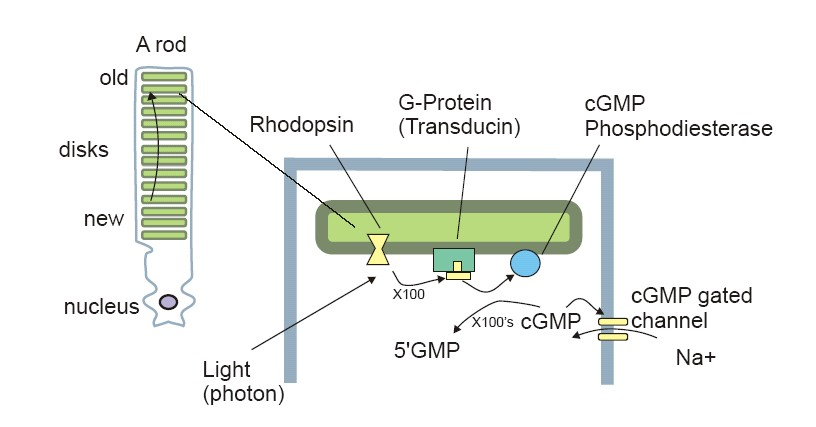 A rod
old
disks
new
nucleus
Rhodopsin
G-Protein
(Transducin)
cGMP
Phosphodiesterase
X100
X100's
cGMP
5'GMP
cGMP gated
channel
Na+
Light
(photon)